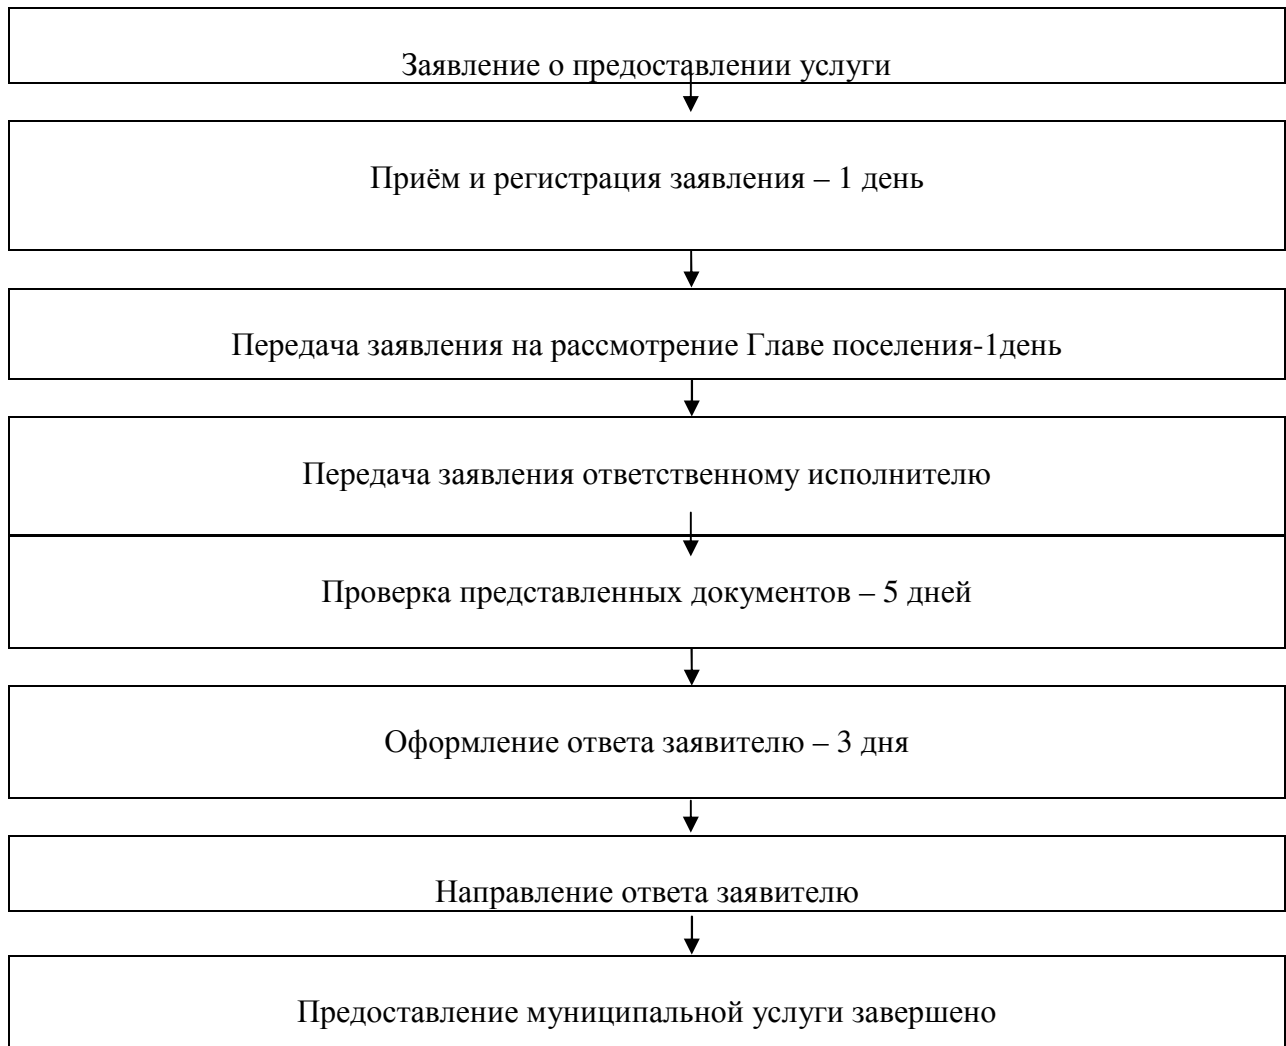 Заявление о предоставлении услуги
Приём и регистрация заявления – 1 день
Передача заявления на рассмотрение Главе поселения-1день
Передача заявления ответственному исполнителю
Проверка представленных документов – 5 дней
Оформление ответа заявителю – 3 дня
Направление ответа заявителю
Предоставление муниципальной услуги завершено